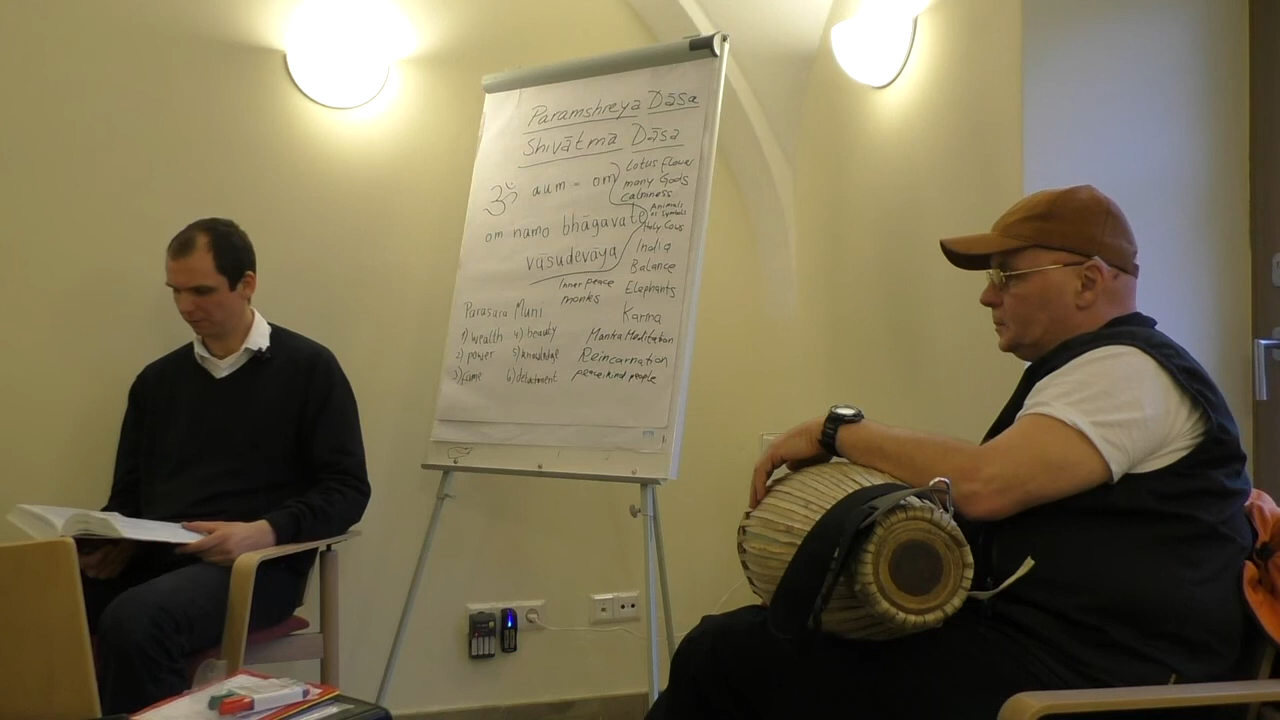 Paramshreya Dāsa
Shivātmā Dāsa
ॐ aum = om
om namo bhāgavate
vāsudevāya
Lotus Flower
many Gods
calmness
Animals
as Symbols
Holy Cows
India
Balance
Elephants
Karma
Mantra Meditation
Reincarnation
peace, kind people
Inner peace
monks
Parasara Muni
1) wealth 4) beauty
2) power 5) knowledge
3) fame 6) detachment